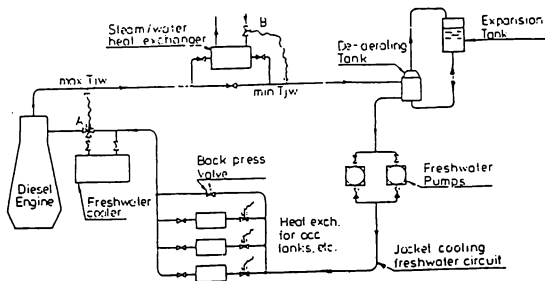 Steam/water
heat exchanger
B
Expansion
Tank
De-aerating
Tank
max Tjw
min Tjw
A
Diesel
Engine
Freshwater
cooler
Back press
valve
Freshwater
Pumps
Heat exch.
for acc
tanks, etc.
Jacket cooling
freshwater circuit